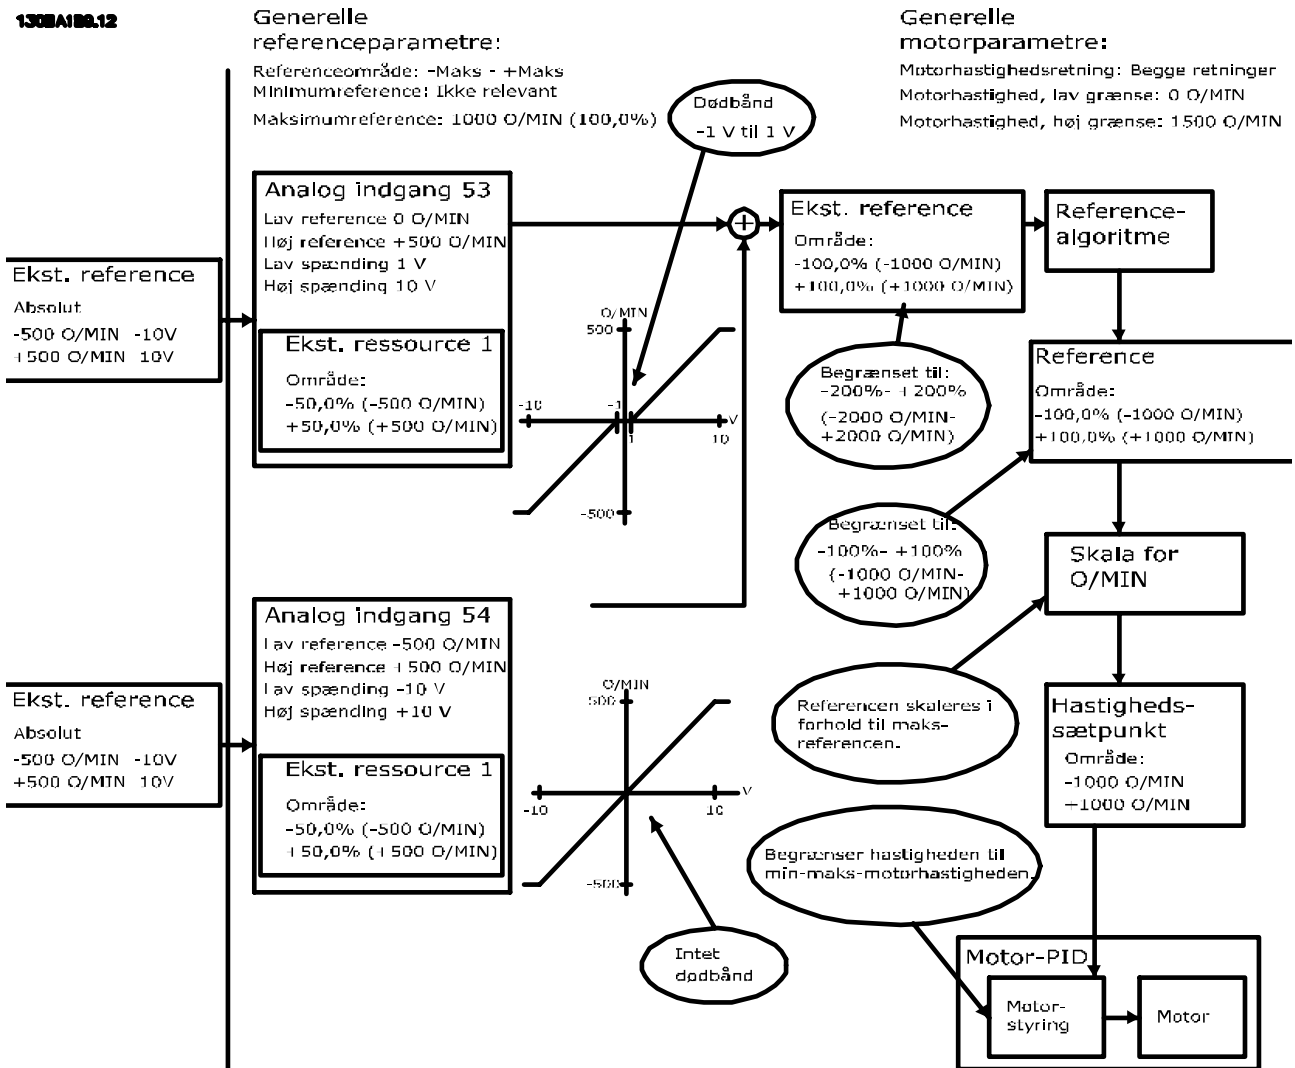 130BA189.12
Generelle
referenceparametre:
Referenceområde: -Maks - +Maks
Minimumreference: Ikke relevant
Maksimumreference: 1000 O/MIN (100,0%)
Generelle
motorparametre:
Motorhastighedsretning: Begge retninger
Motorhastighed, lav grænse: 0 O/MIN
Motorhastighed, høj grænse: 1500 O/MIN
Dødbånd
-1 V til 1 V
Ekst. reference
Absolut
-500 O/MIN -10V
+500 O/MIN 10V
Analog indgang 53
Lav reference 0 O/MIN
Høj reference +500 O/MIN
Lav spænding 1 V
Høj spænding 10 V
Ekst. ressource 1
Område:
-50,0% (-500 O/MIN)
+50,0% (+500 O/MIN)
O/MIN
500
-10
-1
1
10
V
-500
+
Ekst. reference
Område:
-100,0% (-1000 O/MIN)
+100,0% (+1000 O/MIN)
Reference-
algoritme
Begrænset til:
-200%- +200%
(-2000 O/MIN-
+2000 O/MIN)
Reference
Område:
-100,0% (-1000 O/MIN)
+100,0% (+1000 O/MIN)
Begrænset til:
-100%- +100%
(-1000 O/MIN-
+1000 O/MIN)
Skala for
O/MIN
Ekst. reference
Absolut
-500 O/MIN -10V
+500 O/MIN 10V
Analog indgang 54
Lav reference -500 O/MIN
Høj reference +500 O/MIN
Lav spænding -10 V
Høj spænding +10 V
Ekst. ressource 1
Område:
-50,0% (-500 O/MIN)
+50,0% (+500 O/MIN)
O/MIN
500
-10
10
V
-500
Intet
dødbånd
Referencen skaleres i
forhold til maks-
referencen.
Hastigheds-
sætpunkt
Område:
-1000 O/MIN
+1000 O/MIN
Begrænser hastigheden til
min-maks-motorhastigheden.
Motor-PID
Motor-
styring
Motor